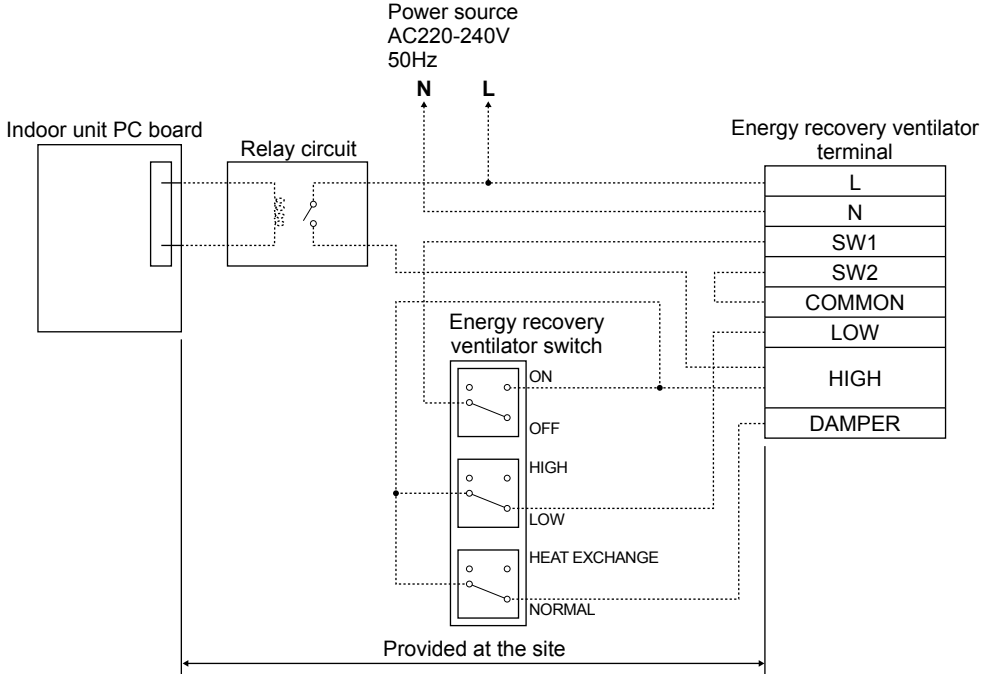 Power source
AC220-240V
50Hz
N
L
Indoor unit PC board
Relay circuit
Energy recovery ventilator
terminal
L
N
SW1
SW2
COMMON
LOW
HIGH
DAMPER
Energy recovery
ventilator switch
ON
OFF
HIGH
LOW
HEAT EXCHANGE
NORMAL
Provided at the site